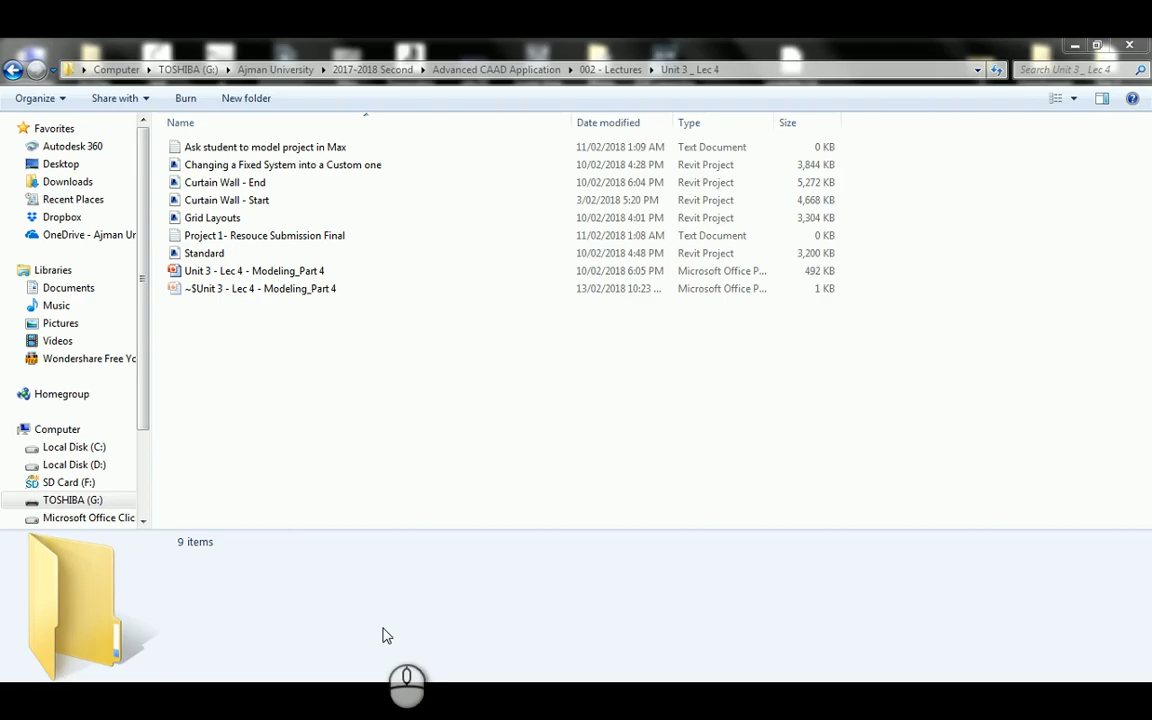 Computer TOSHIBA (G:) Ajman University 2017-2018 Second Advanced CAAD Application 002 - Lectures Unit 3 _ Lec 4 Search Unit 3 _ Lec 4
Organize Share with Burn New folder
Name Date modified Type Size
Favorites
Autodesk 360
Desktop
Downloads
Recent Places
Dropbox
OneDrive - Ajman Un
Libraries
Documents
Music
Pictures
Videos
Wondershare Free Yo
Homegroup
Computer
Local Disk (C:)
Local Disk (D:)
SD Card (F:)
TOSHIBA (G:)
Microsoft Office Clic
Ask student to model project in Max 11/02/2018 1:09 AM Text Document 0 KB
Changing a Fixed System into a Custom one 10/02/2018 4:28 PM Revit Project 3,844 KB
Curtain Wall - End 10/02/2018 6:04 PM Revit Project 5,272 KB
Curtain Wall - Start 3/02/2018 5:20 PM Revit Project 4,668 KB
Grid Layouts 10/02/2018 4:01 PM Revit Project 3,304 KB
Project 1- Resouce Submission Final 11/02/2018 1:08 AM Text Document 0 KB
Standard 10/02/2018 4:48 PM Revit Project 3,200 KB
Unit 3 - Lec 4 - Modeling_Part 4 10/02/2018 6:05 PM Microsoft Office P... 492 KB
~$Unit 3 - Lec 4 - Modeling_Part 4 13/02/2018 10:23 ... Microsoft Office P... 1 KB
9 items